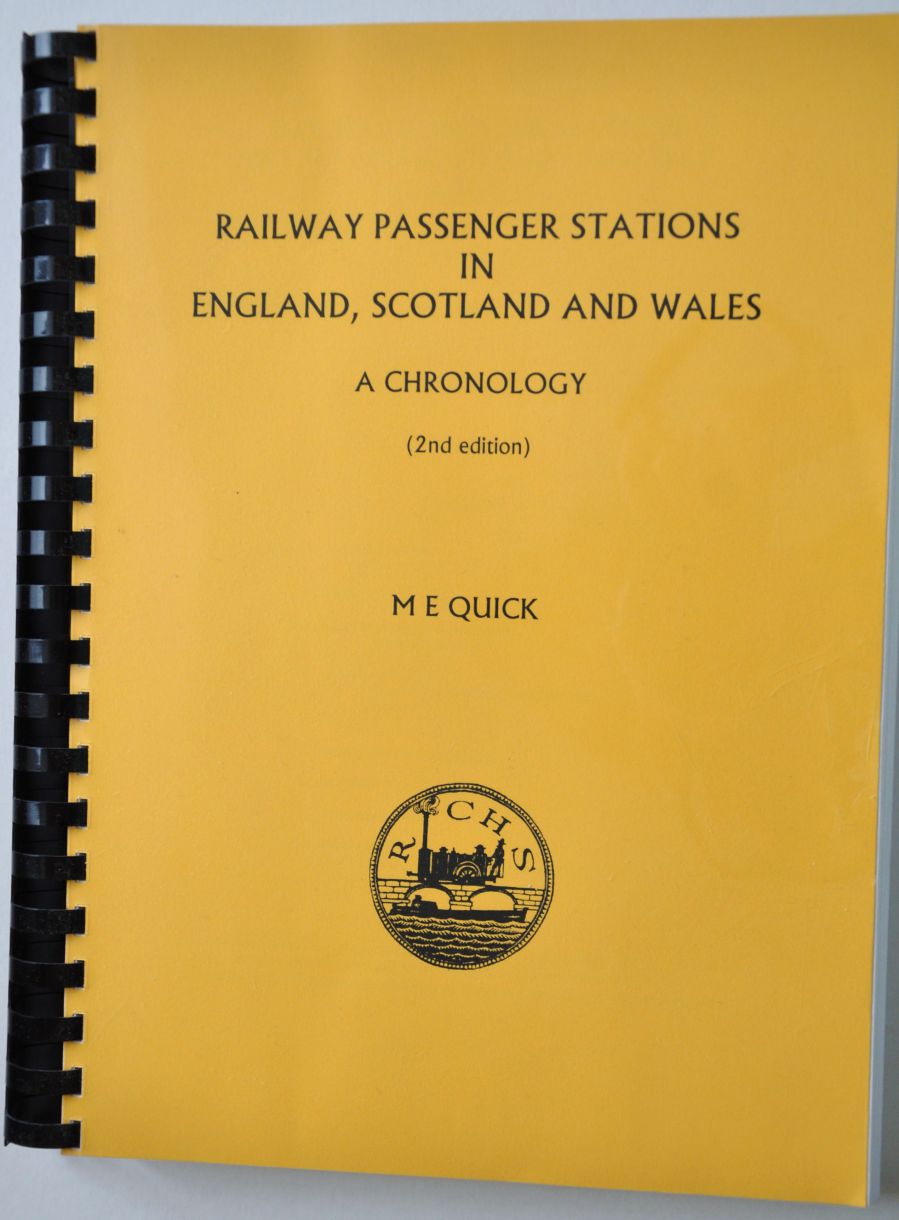 RAILWAY PASSENGER STATIONS
IN
ENGLAND, SCOTLAND AND WALES
A CHRONOLOGY
(2nd edition)
M E QUICK
R C H S